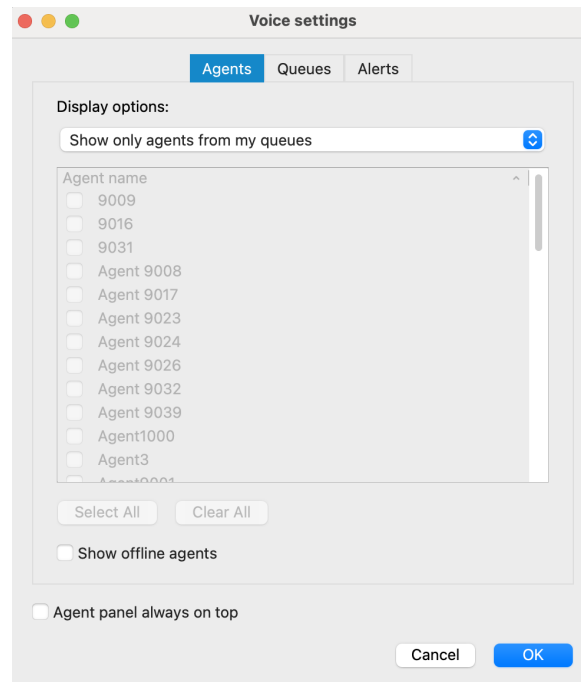 Voice settings
Agents Queues Alerts
Display options:
Show only agents from my queues
Agent name
9009
9016
9031
Agent 9008
Agent 9017
Agent 9023
Agent 9024
Agent 9026
Agent 9032
Agent 9039
Agent1000
Agent3
Select All Clear All
Show offline agents
Agent panel always on top
Cancel OK